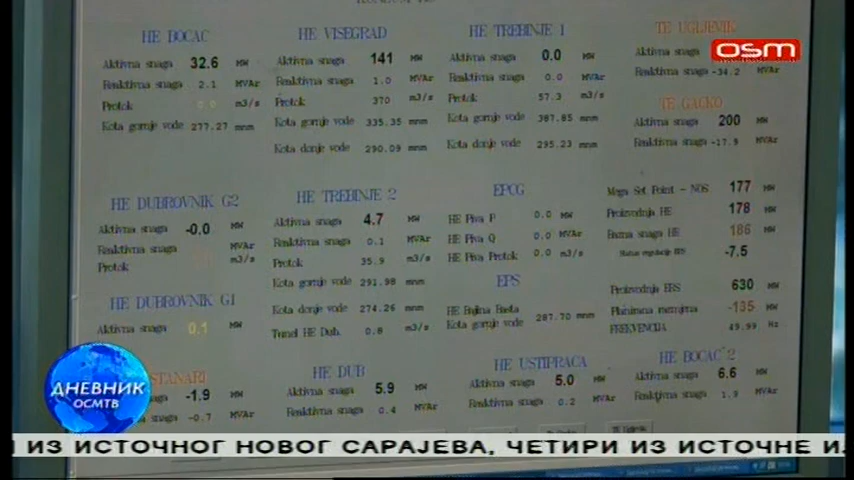 HE BOCAC
Aktivna snaga 32.6 MW
Reaktivna snaga 2.1 MVAr
Protok 0.0 m3/s
Kota gornje vode 277.27 mnm
HE VISEGRAD
Aktivna snaga 141 MW
Reaktivna snaga 1.0 MVAr
Protok 370 m3/s
Kota gornje vode 335.35 mnm
Kota donje vode 290.09 mnm
HE TREBINJE 1
Aktivna snaga 0.0 MW
Reaktivna snaga 0.0 MVAr
Protok 57.3 m3/s
Kota gornje vode 387.85 mnm
Kota donje vode 295.23 mnm
TE UGLJEVIK
Aktivna snaga
Reaktivna snaga -34.2 MVAr
OSM
TE GACKO
Aktivna snaga 200 MW
Reaktivna snaga -17.9 MVAr
HE DUBROVNIK G2
Aktivna snaga -0.0 MW
Reaktivna snaga MVAr
Protok m3/s
HE DUBROVNIK G1
Aktivna snaga 0.1 MW
HE TREBINJE 2
Aktivna snaga 4.7 MW
Reaktivna snaga 0.1 MVAr
Protok 35.9 m3/s
Kota gornje vode 291.98 mnm
Kota donje vode 274.26 mnm
Tunel HE Dub. 0.8 m3/s
EPCG
HE Piva P 0.0 MW
HE Piva Q 0.0 MVAr
HE Piva Protok 0.0 m3/s
EPS
HE Bajina Basta
Kota gornje vode 287.70 mnm
Mega Set Point - NOS 177 MW
Proizvodnja HE 178 MW
Bazna snaga HE 186 MW
-7.5
Proizvodnja ERS 630 MW
Planirana razmjena -135 MW
FREKVENCIJA 49.99 Hz
STANARI
snaga -1.9 MW
snaga -0.7 MVAr
HE DUB
Aktivna snaga 5.9 MW
Reaktivna snaga 0.4 MVAr
HE USTIPRACA
Aktivna snaga 5.0 MW
Reaktivna snaga 0.2 MVAr
HE BOCAC 2
Aktivna snaga 6.6 MW
Reaktivna snaga 1.9 MVAr
ДНЕВНИК
ОСМТВ
ИЗ ИСТОЧНОГ НОВОГ САРАЈЕВА, ЧЕТИРИ ИЗ ИСТОЧНЕ